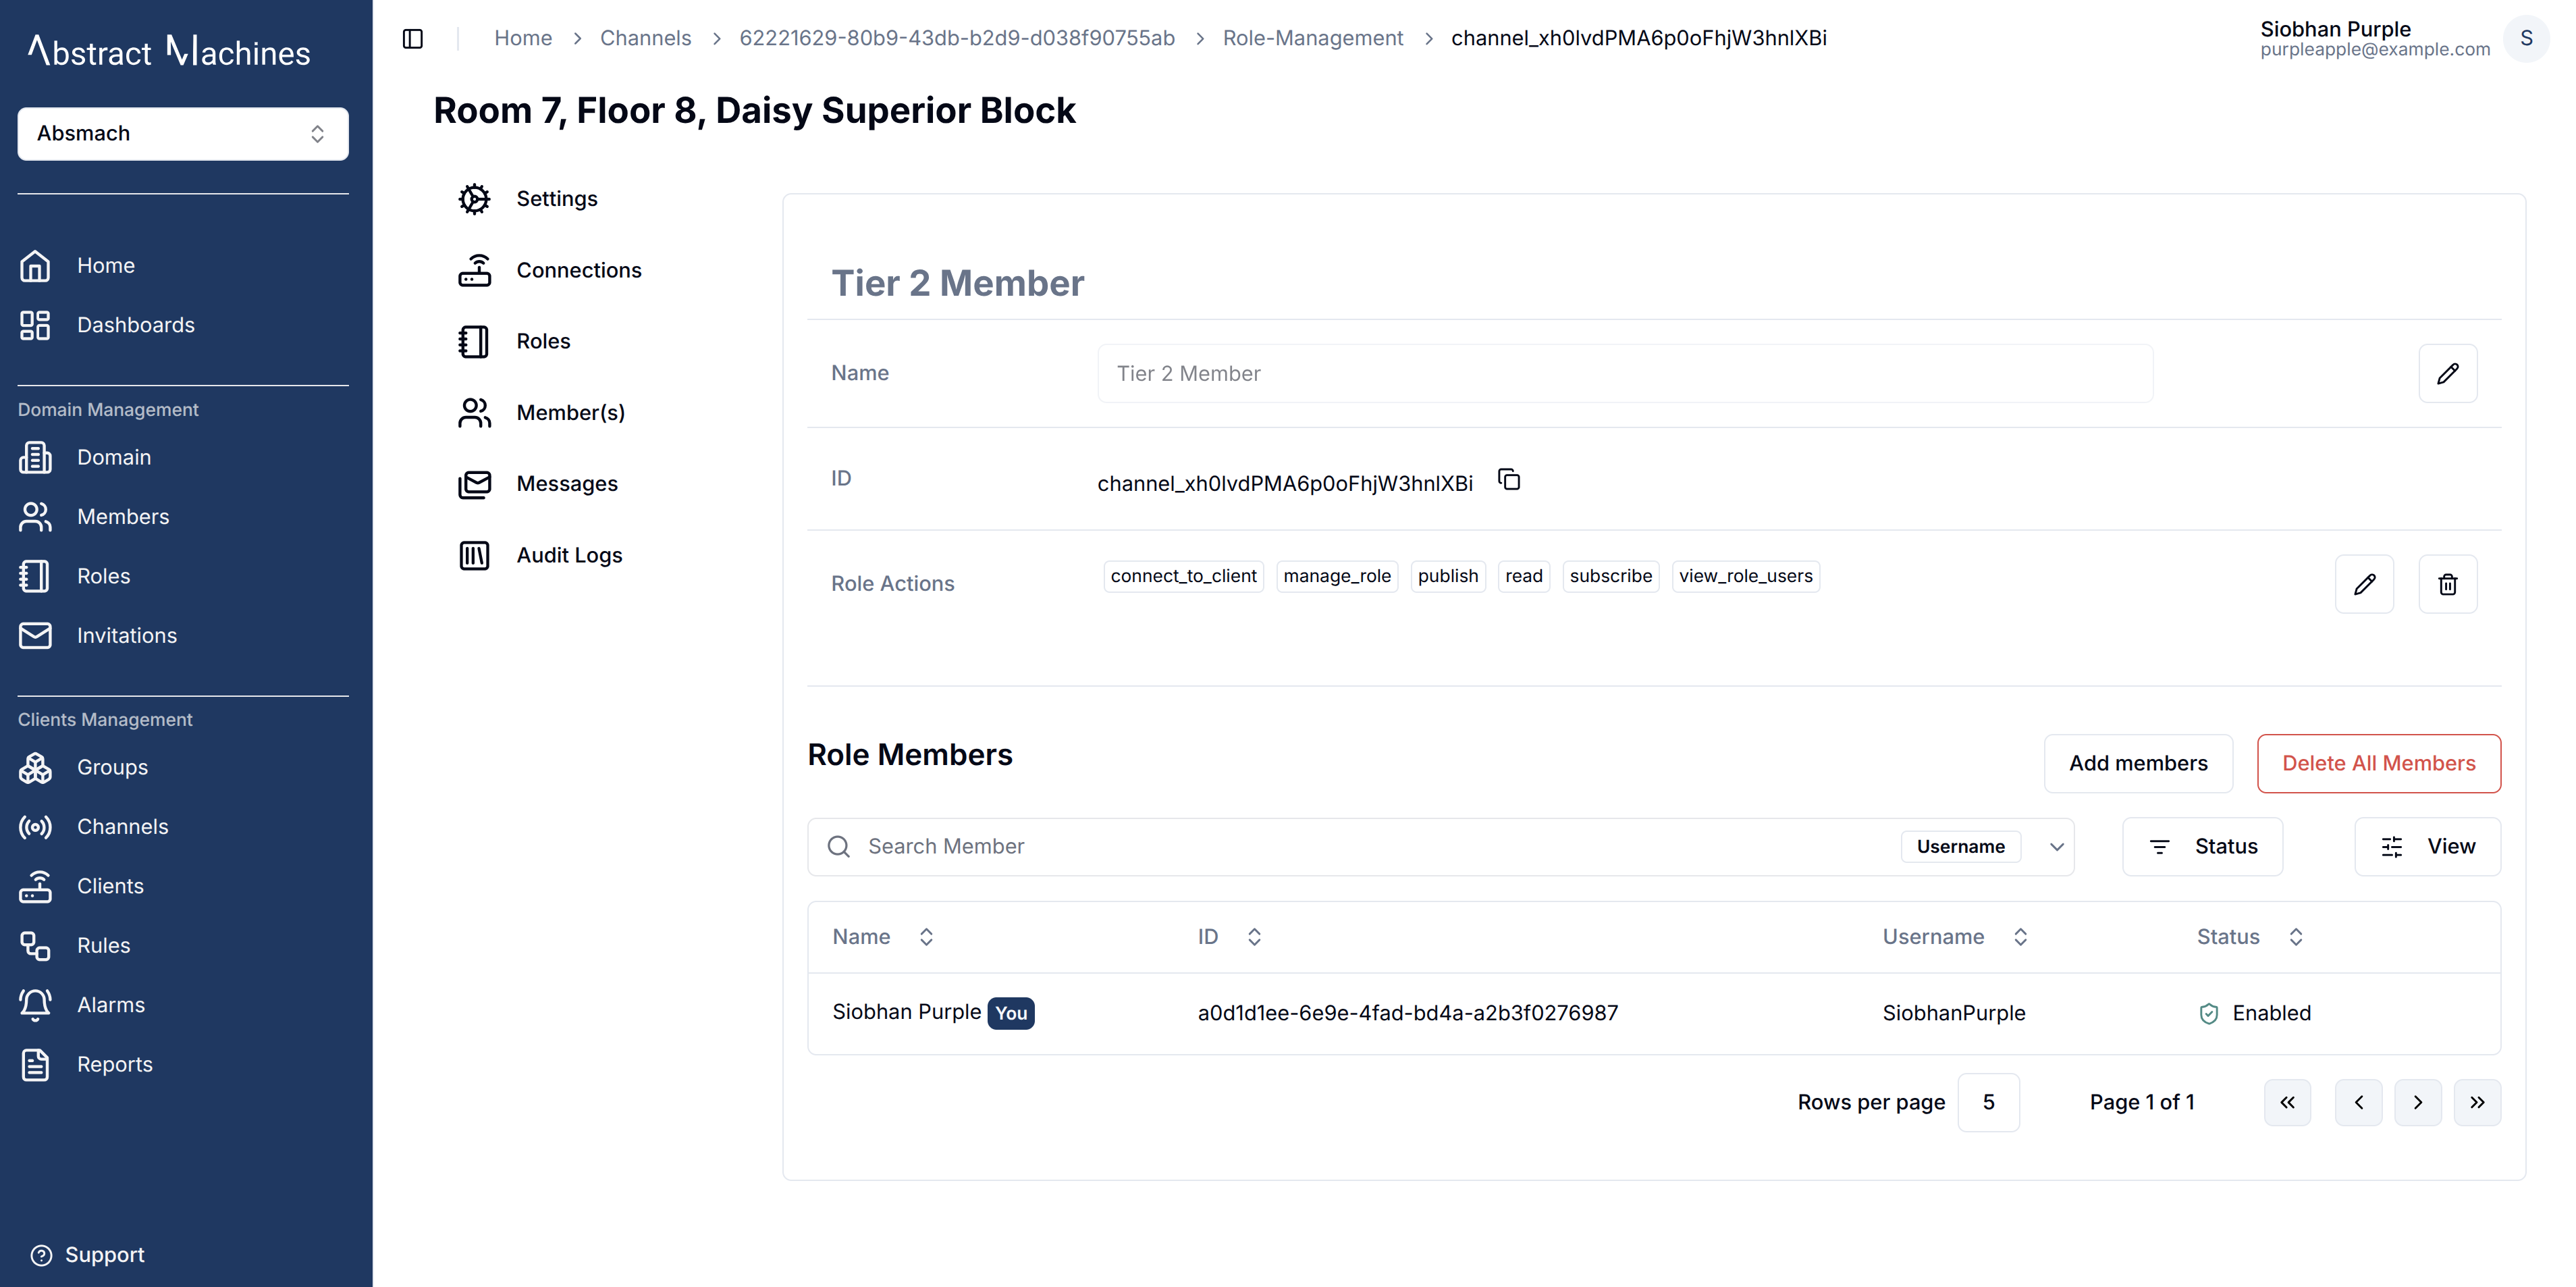 Abstract Machines
Absmach
Home
Dashboards
Domain Management
Domain
Members
Roles
Invitations
Clients Management
Groups
Channels
Clients
Rules
Alarms
Reports
Support
Home > Channels > 62221629-80b9-43db-b2d9-d038f90755ab > Role-Management > channel_xh0lvdPMA6p0oFhjW3hnlXBi
Siobhan Purple
purpleapple@example.com
S
Room 7, Floor 8, Daisy Superior Block
Settings
Connections
Roles
Member(s)
Messages
Audit Logs
Tier 2 Member
Name Tier 2 Member
ID channel_xh0lvdPMA6p0oFhjW3hnlXBi
Role Actions connect_to_client manage_role publish read subscribe view_role_users
Role Members
Add members Delete All Members
Search Member Username Status View
Name ID Username Status
Siobhan Purple You a0d1d1ee-6e9e-4fad-bd4a-a2b3f0276987 SiobhanPurple Enabled
Rows per page 5 Page 1 of 1